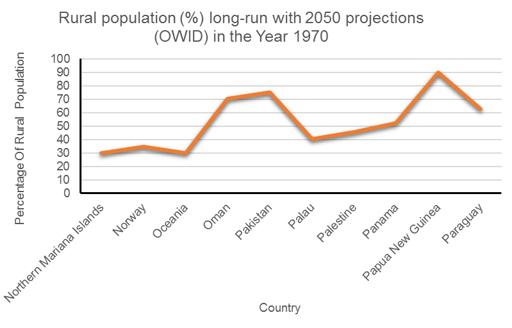 Rural population (%) long-run with 2050 projections
(OWID) in the Year 1970
Percentage Of Rural Population
100
90
80
70
60
50
40
30
20
10
0
Northern Mariana Islands
Norway
Oceania
Oman
Pakistan
Palau
Palestine
Panama
Papua New Guinea
Paraguay
Country